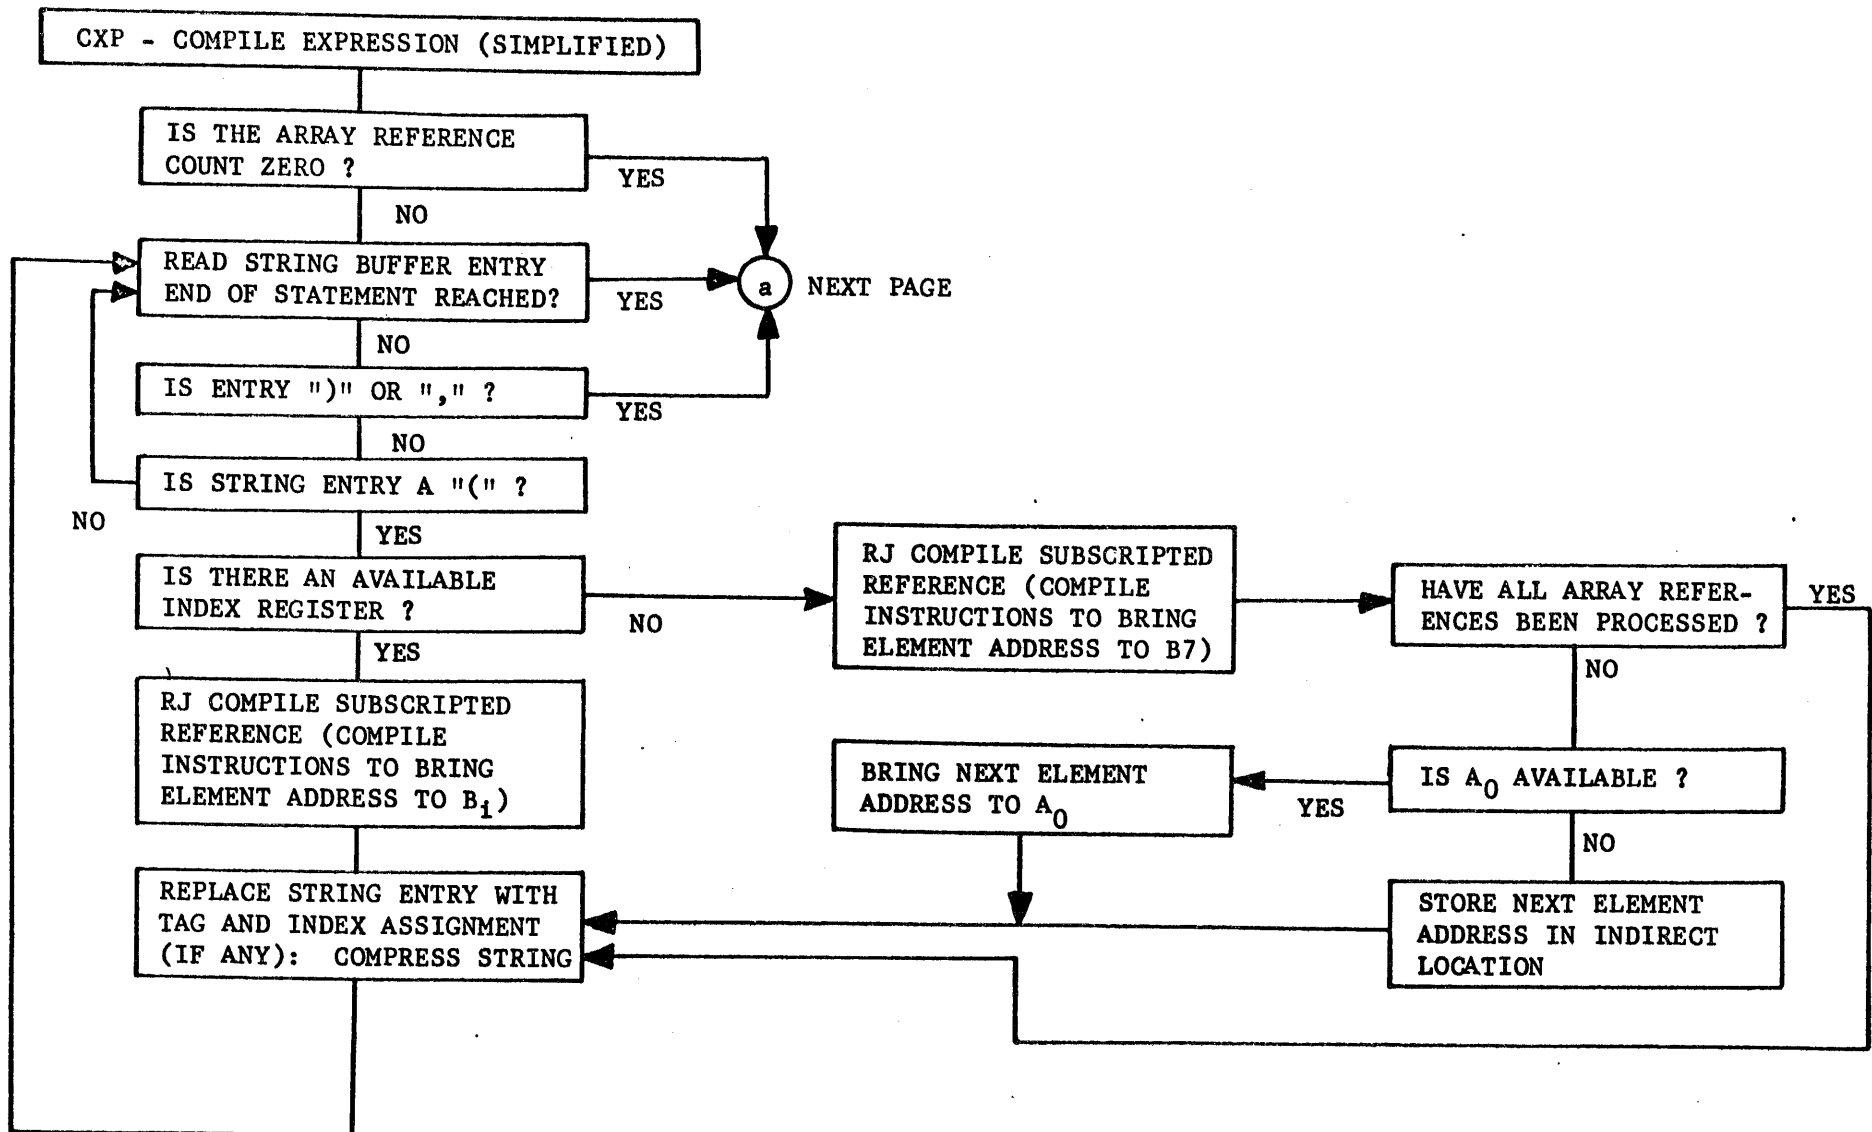 CXP - COMPILE EXPRESSION (SIMPLIFIED)
IS THE ARRAY REFERENCE
COUNT ZERO ?
YES
NO
READ STRING BUFFER ENTRY
END OF STATEMENT REACHED?
YES
a
NEXT PAGE
NO
IS ENTRY ")" OR "," ?
YES
NO
IS STRING ENTRY A "(" ?
NO
YES
IS THERE AN AVAILABLE
INDEX REGISTER ?
NO
YES
RJ COMPILE SUBSCRIPTED
REFERENCE (COMPILE
INSTRUCTIONS TO BRING
ELEMENT ADDRESS TO B7)
HAVE ALL ARRAY REFER-
ENCES BEEN PROCESSED ?
YES
NO
RJ COMPILE SUBSCRIPTED
REFERENCE (COMPILE
INSTRUCTIONS TO BRING
ELEMENT ADDRESS TO Bi)
BRING NEXT ELEMENT
ADDRESS TO A0
YES
IS A0 AVAILABLE ?
NO
REPLACE STRING ENTRY WITH
TAG AND INDEX ASSIGNMENT
(IF ANY): COMPRESS STRING
STORE NEXT ELEMENT
ADDRESS IN INDIRECT
LOCATION